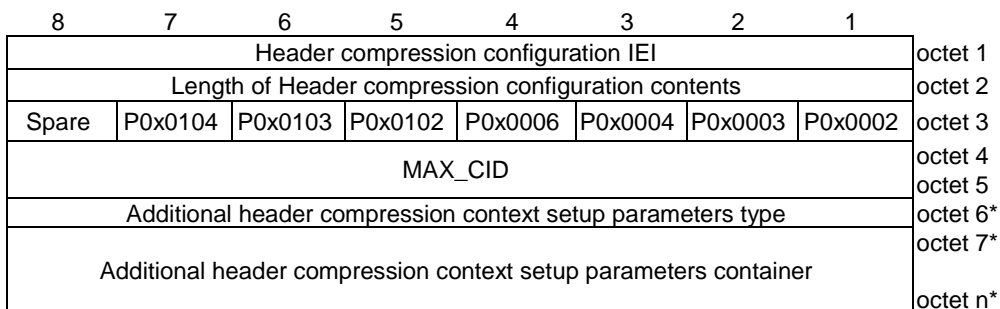 8 7 6 5 4 3 2 1
Header compression configuration IEI octet 1
Length of Header compression configuration contents octet 2
Spare P0x0104 P0x0103 P0x0102 P0x0006 P0x0004 P0x0003 P0x0002 octet 3
MAX_CID octet 4
octet 5
Additional header compression context setup parameters type octet 6*
octet 7*
Additional header compression context setup parameters container
octet n*